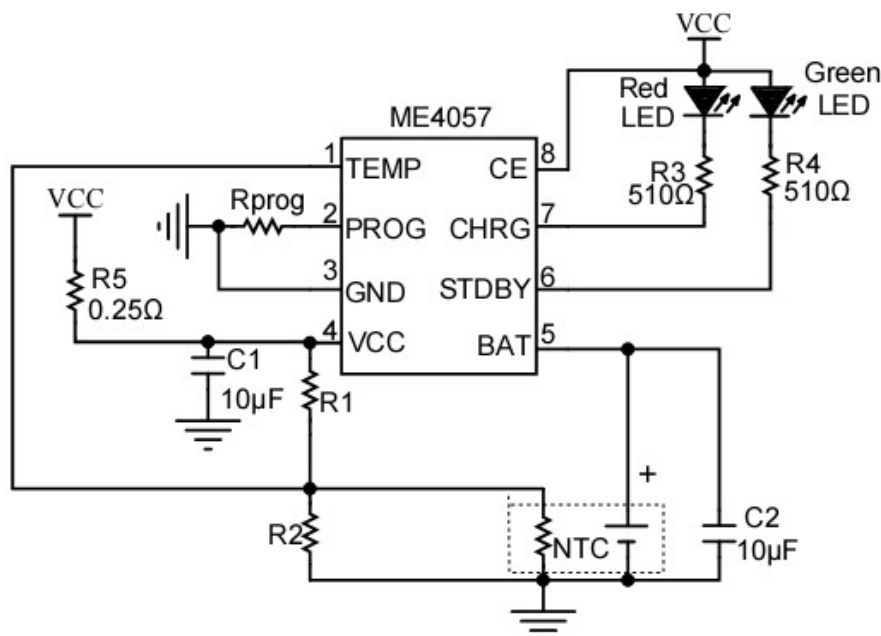 VCC
Red
LED
Green
LED
ME4057
1
TEMP
CE
8
R3
510Ω
R4
510Ω
VCC
Rprog
2
PROG
CHRG
7
R5
0.25Ω
3
GND
STDBY
6
4
VCC
BAT
5
C1
10µF
R1
+
R2
NTC
C2
10µF